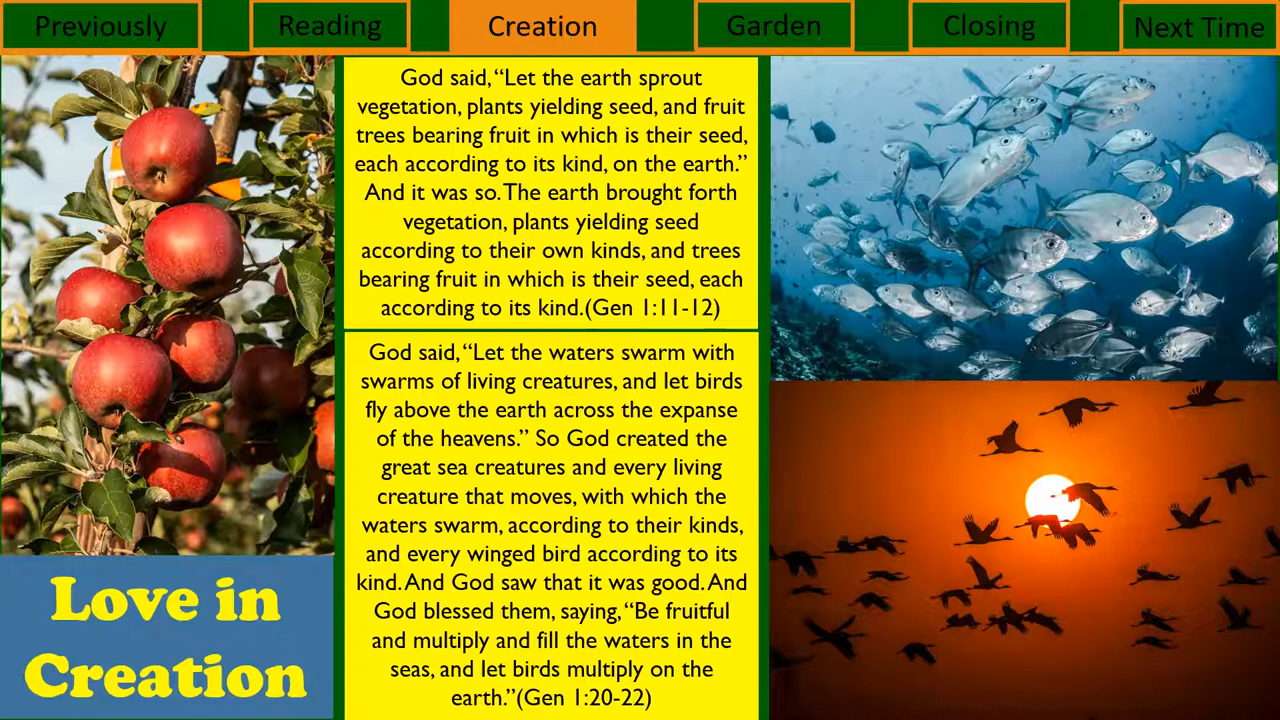 Previously
Reading
Creation
Garden
Closing
Next Time
God said, “Let the earth sprout
vegetation, plants yielding seed, and fruit
trees bearing fruit in which is their seed,
each according to its kind, on the earth.”
And it was so. The earth brought forth
vegetation, plants yielding seed
according to their own kinds, and trees
bearing fruit in which is their seed, each
according to its kind.(Gen 1:11-12)
God said, “Let the waters swarm with
swarms of living creatures, and let birds
fly above the earth across the expanse
of the heavens.” So God created the
great sea creatures and every living
creature that moves, with which the
waters swarm, according to their kinds,
and every winged bird according to its
kind. And God saw that it was good. And
God blessed them, saying, “Be fruitful
and multiply and fill the waters in the
seas, and let birds multiply on the
earth.”(Gen 1:20-22)
Love in
Creation